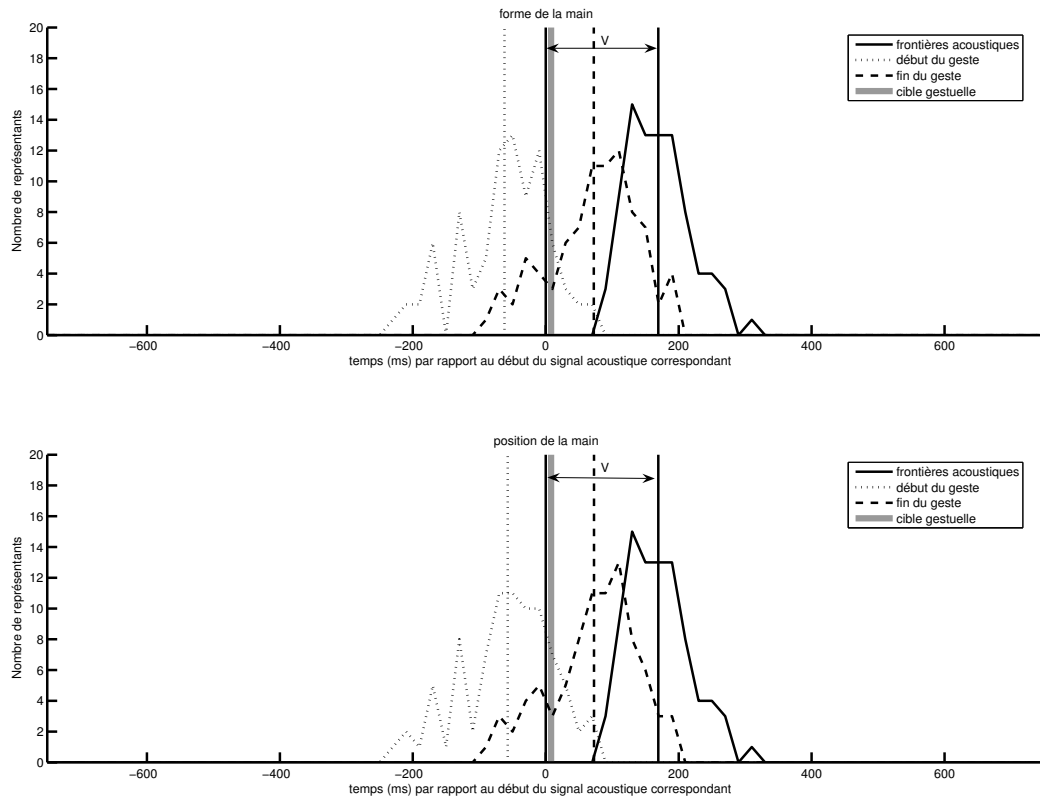 forme de la main
20
18
16
14
12
10
8
6
4
2
0
Nombre de représentants
V
frontières acoustiques
début du geste
fin du geste
cible gestuelle
−600
−400
−200
0
200
400
600
temps (ms) par rapport au début du signal acoustique correspondant
position de la main
20
18
16
14
12
10
8
6
4
2
0
Nombre de représentants
V
frontières acoustiques
début du geste
fin du geste
cible gestuelle
−600
−400
−200
0
200
400
600
temps (ms) par rapport au début du signal acoustique correspondant